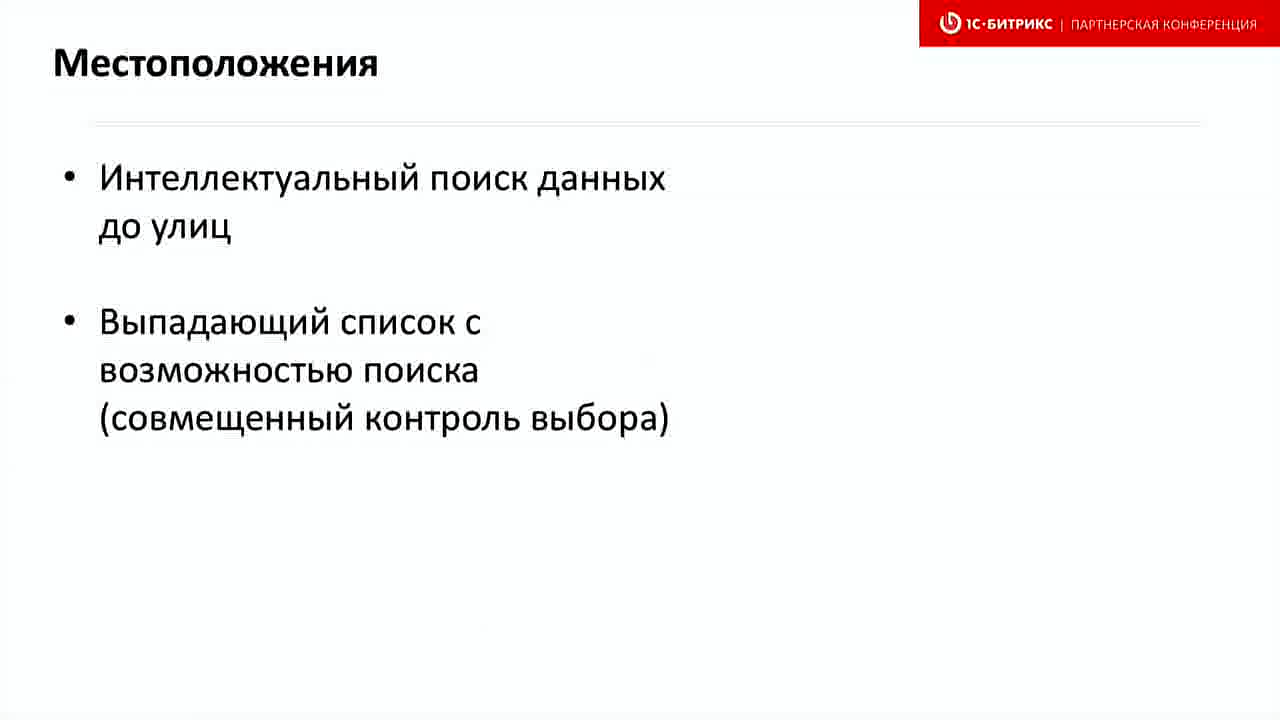 1С·БИТРИКС | ПАРТНЕРСКАЯ КОНФЕРЕНЦИЯ
Местоположения
• Интеллектуальный поиск данных
до улиц
• Выпадающий список с
возможностью поиска
(совмещенный контроль выбора)